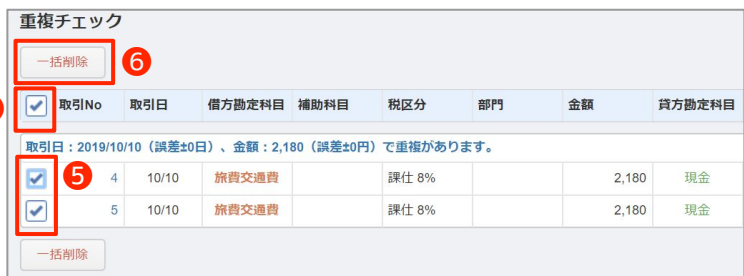 重複チェック
一括削除 6
取引No 取引日 借方勘定科目 補助科目 税区分 部門 金額 貸方勘定科目
取引日：2019/10/10（誤差±0日）、金額：2,180（誤差±0円）で重複があります。
5 4 10/10 旅費交通費 課仕 8% 2,180 現金
5 10/10 旅費交通費 課仕 8% 2,180 現金
一括削除